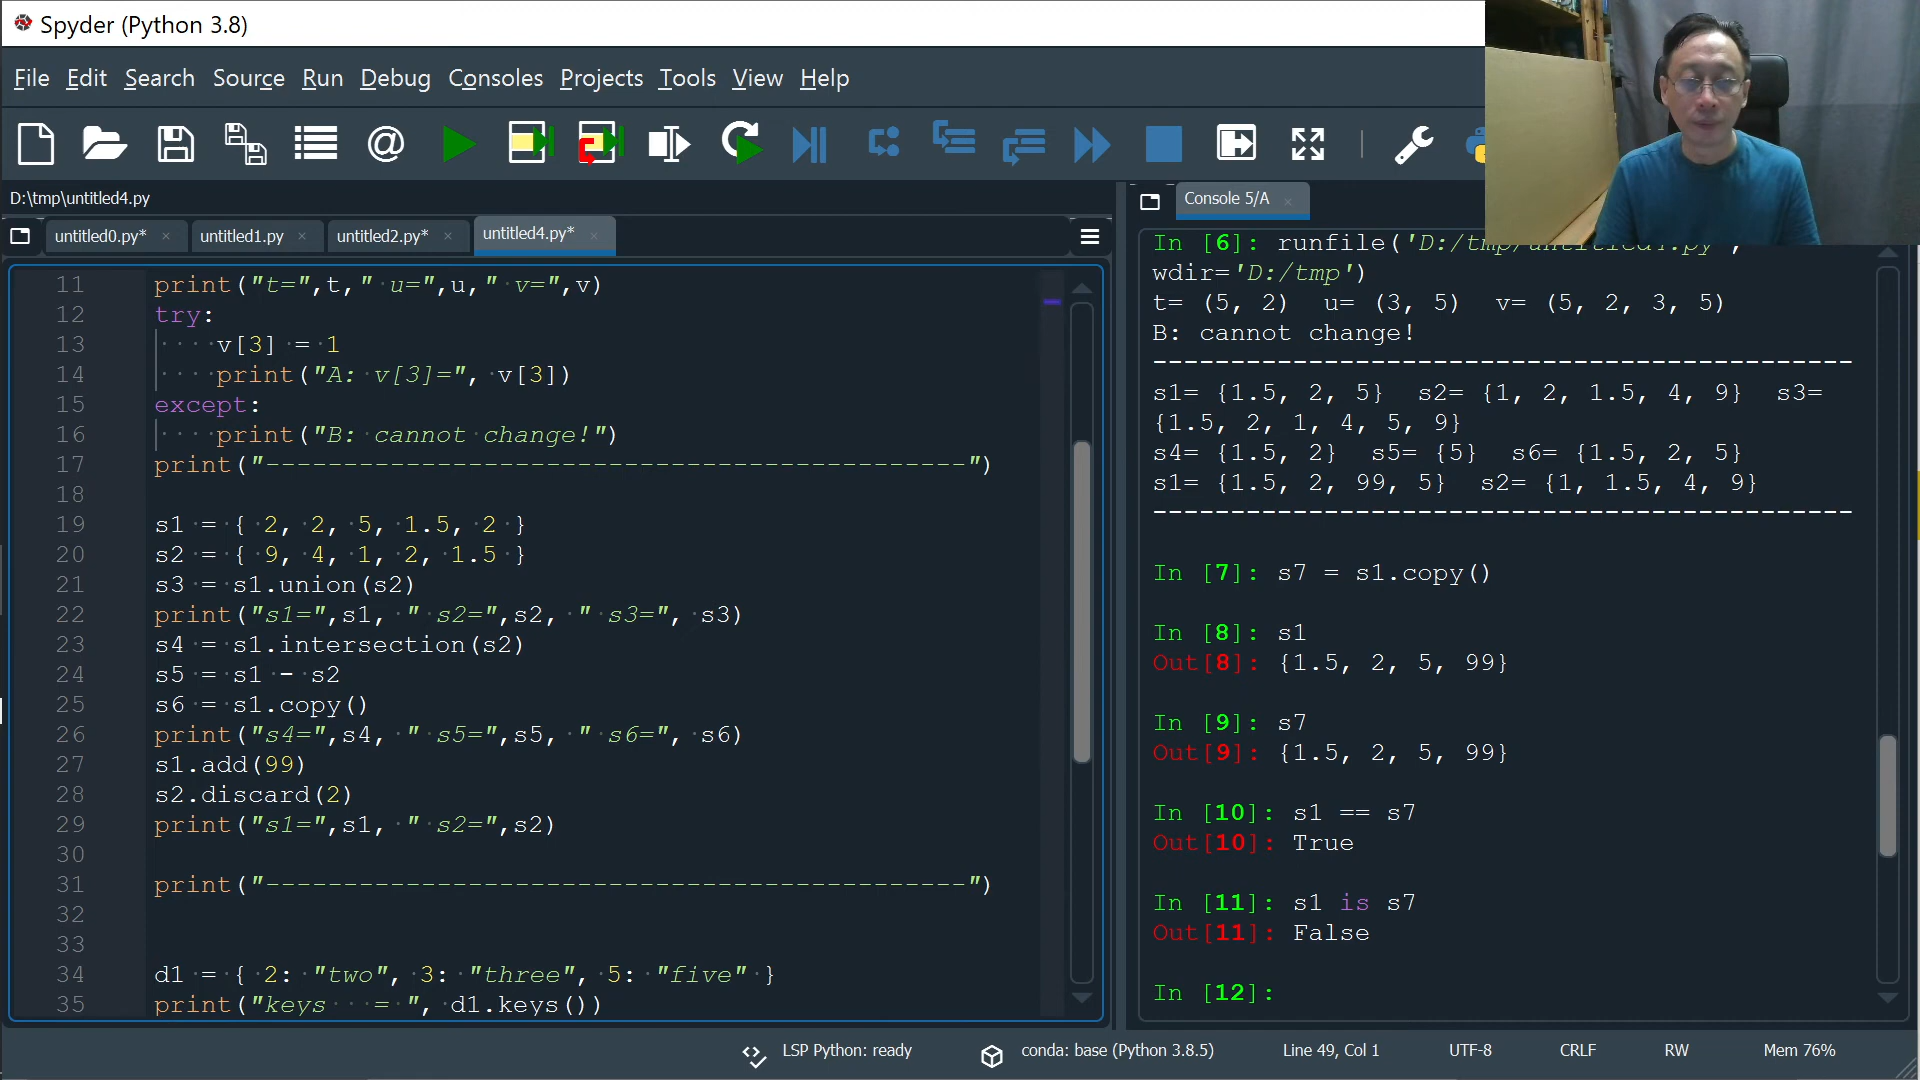 Spyder (Python 3.8)
File Edit Search Source Run Debug Consoles Projects Tools View Help
D:\tmp\untitled4.py
untitled0.py* untitled1.py untitled2.py* untitled4.py*
11 print("t=",t," u=",u," v=",v)
12 try:
13 v[3] = 1
14 print("A: v[3]=", v[3])
15 except:
16 print("B: cannot change!")
17 print("---------------------------------------------")
18
19 s1 = { 2, 2, 5, 1.5, 2 }
20 s2 = { 9, 4, 1, 2, 1.5 }
21 s3 = s1.union(s2)
22 print("s1=",s1, " s2=",s2, " s3=", s3)
23 s4 = s1.intersection(s2)
24 s5 = s1 - s2
25 s6 = s1.copy()
26 print("s4=",s4, " s5=",s5, " s6=", s6)
27 s1.add(99)
28 s2.discard(2)
29 print("s1=",s1, " s2=",s2)
30
31 print("---------------------------------------------")
32
33
34 d1 = { 2: "two", 3: "three", 5: "five" }
35 print("keys   = ", d1.keys())
Console 5/A
In [6]: runfile('D:/tmp/untitled4.py',
wdir='D:/tmp')
t= (5, 2)  u= (3, 5)  v= (5, 2, 3, 5)
B: cannot change!
---------------------------------------------
s1= {1.5, 2, 5}  s2= {1, 2, 1.5, 4, 9}  s3=
{1.5, 2, 1, 4, 5, 9}
s4= {1.5, 2}  s5= {5}  s6= {1.5, 2, 5}
s1= {1.5, 2, 99, 5}  s2= {1, 1.5, 4, 9}
---------------------------------------------
In [7]: s7 = s1.copy()
In [8]: s1
Out[8]: {1.5, 2, 5, 99}
In [9]: s7
Out[9]: {1.5, 2, 5, 99}
In [10]: s1 == s7
Out[10]: True
In [11]: s1 is s7
Out[11]: False
In [12]:
LSP Python: ready conda: base (Python 3.8.5) Line 49, Col 1 UTF-8 CRLF RW Mem 76%